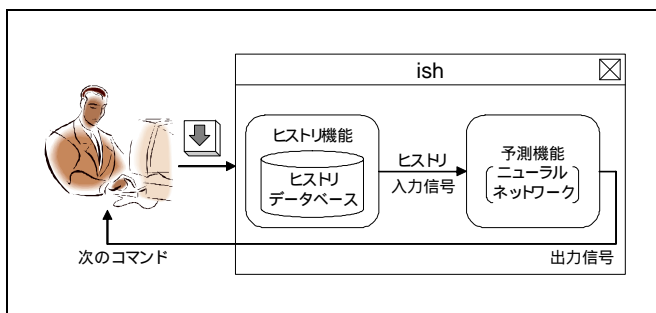 ish
ヒストリ機能
ヒストリ
データベース
ヒストリ
入力信号
予測機能
ニューラル
ネットワーク
次のコマンド
出力信号